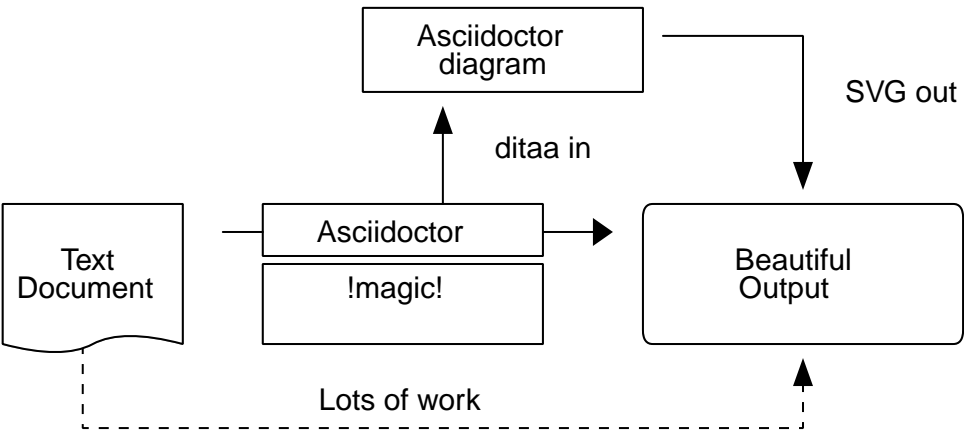 Asciidoctor
diagram
SVG out
ditaa in
Text
Document
Asciidoctor
!magic!
Beautiful
Output
Lots of work